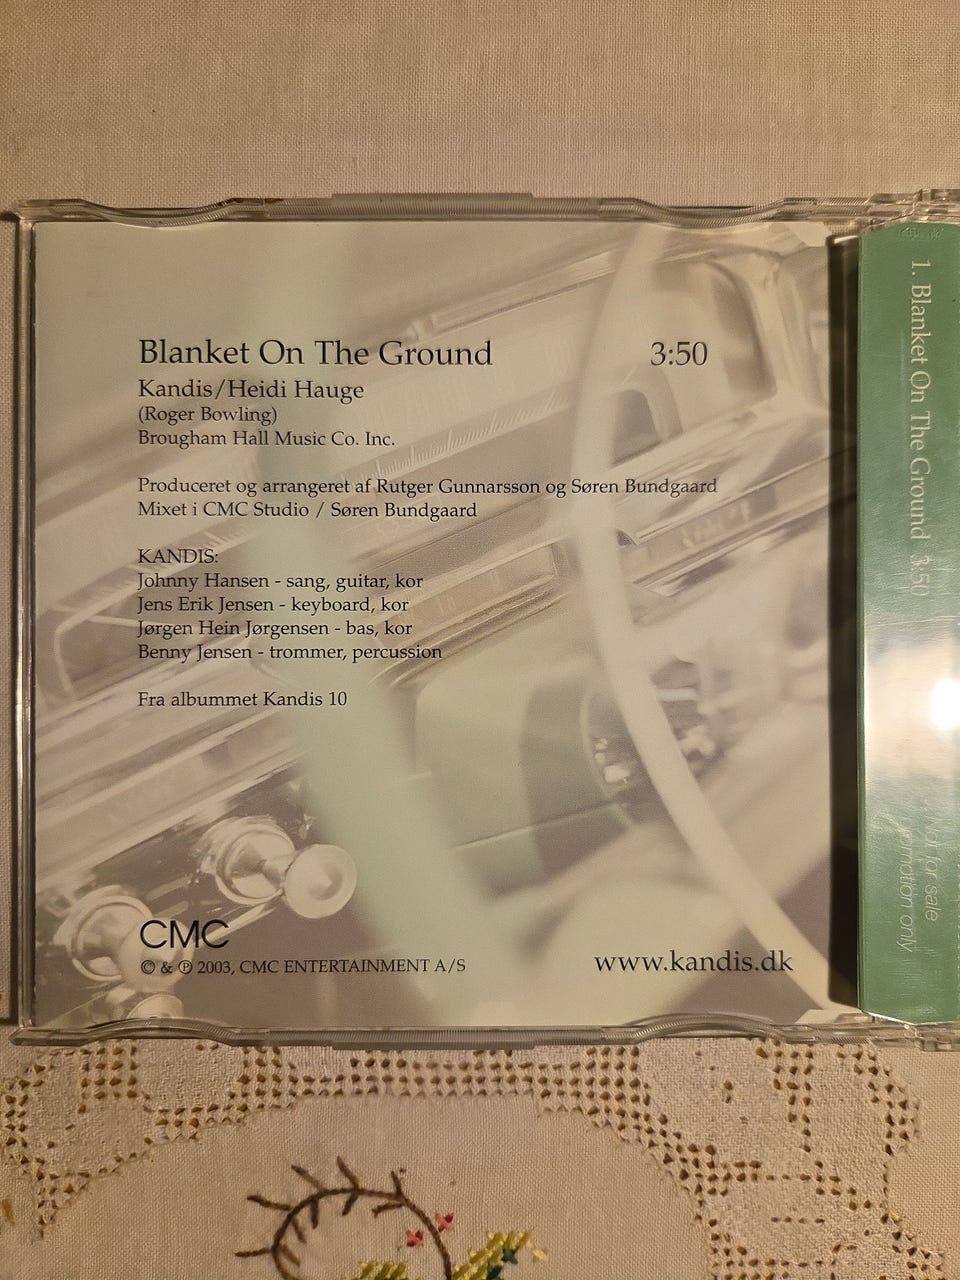 Blanket On The Ground 3:50
Kandis/Heidi Hauge
(Roger Bowling)
Brougham Hall Music Co. Inc.
Produceret og arrangeret af Rutger Gunnarsson og Søren Bundgaard
Mixet i CMC Studio / Søren Bundgaard
KANDIS:
Johnny Hansen - sang, guitar, kor
Jens Erik Jensen - keyboard, kor
Jørgen Hein Jørgensen - bas, kor
Benny Jensen - trommer, percussion
Fra albummet Kandis 10
CMC
© & ℗ 2003, CMC ENTERTAINMENT A/S
www.kandis.dk
1. Blanket On The Ground 3:50
Not for sale
only